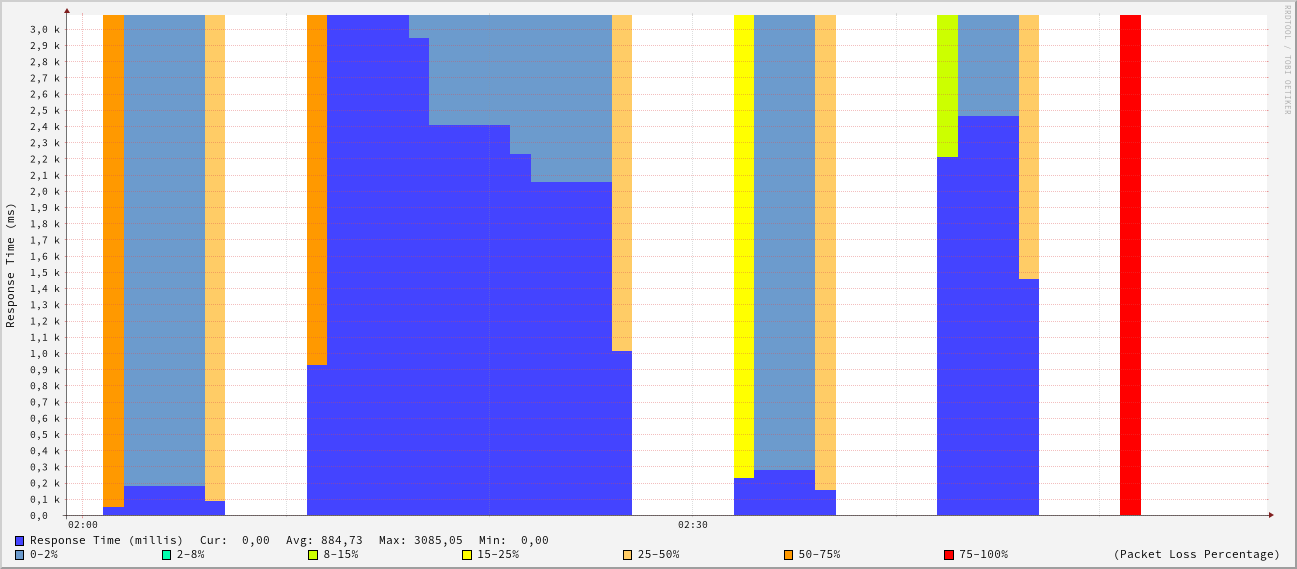 RRDTOOL / TOBI OETIKER
Response Time (ms)
3,0 k
2,9 k
2,8 k
2,7 k
2,6 k
2,5 k
2,4 k
2,3 k
2,2 k
2,1 k
2,0 k
1,9 k
1,8 k
1,7 k
1,6 k
1,5 k
1,4 k
1,3 k
1,2 k
1,1 k
1,0 k
0,9 k
0,8 k
0,7 k
0,6 k
0,5 k
0,4 k
0,3 k
0,2 k
0,1 k
0,0
02:00 02:30
Response Time (millis) Cur: 0,00 Avg: 884,73 Max: 3085,05 Min: 0,00
0-2% 2-8% 8-15% 15-25% 25-50% 50-75% 75-100% (Packet Loss Percentage)